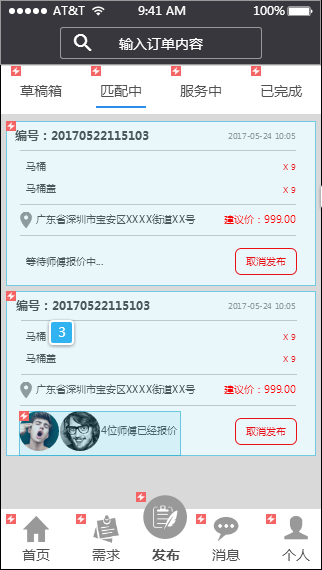 AT&T 9:41 AM 100%
输入订单内容
草稿箱 匹配中 服务中 已完成
编号：20170522115103 2017-05-24 10:05
马桶 X 9
马桶盖 X 9
广东省深圳市宝安区XXXX街道XX号 建议价：999.00
等待师傅报价中... 取消发布
编号：20170522115103 2017-05-24 10:05
马桶 3 X 9
马桶盖 X 9
广东省深圳市宝安区XXXX街道XX号 建议价：999.00
4位师傅已经报价 取消发布
首页 需求 发布 消息 个人